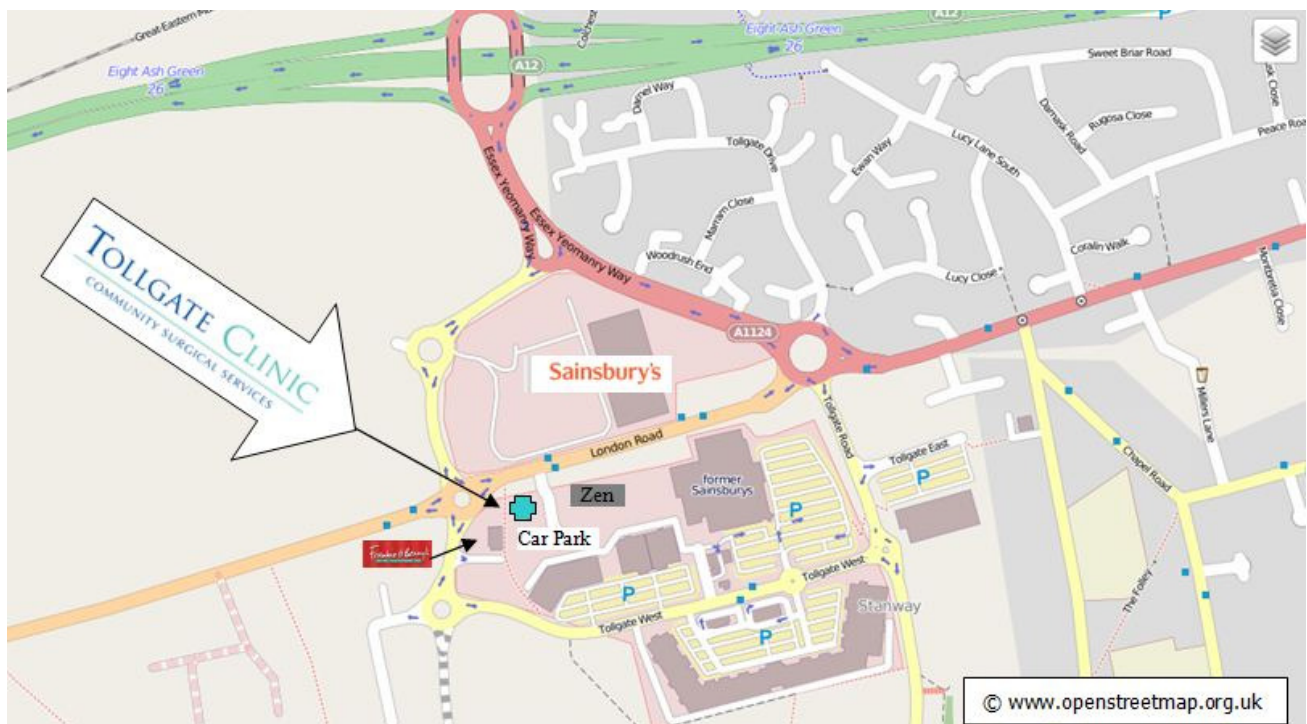 Great-Eastern
A12
Eight Ash Green
26
Eight Ash Green
26
A12
P
Sweet Briar Road
Darnel Way
Tollgate Drive
Ewan Way
Lucy Lane South
Damask Road
Rugosa Close
Peace Road
Essex Yeomanry Way
Essex Yeomanry Way
Marram Close
Woodrush End
Lucy Close
Coralin Walk
Montbretia Close
TOLLGATE CLINIC
COMMUNITY SURGICAL SERVICES
A1124
Sainsbury's
London Road
Tollgate Road
Tollgate East
P
Millers Lane
Chapel Road
former
Sainsburys
P
Zen
Car Park
Tollgate West
P
Tollgate West
P
Stanway
The Folley
© www.openstreetmap.org.uk